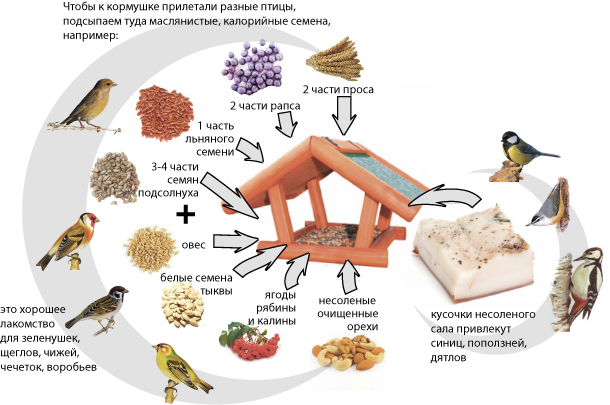 Чтобы к кормушке прилетали разные птицы,
подсыпаем туда маслянистые, калорийные семена,
например:
2 части проса
2 части рапса
1 часть
льняного
семени
3-4 части
семян
подсолнуха
+
овес
белые семена
тыквы
ягоды
рябины
и калины
несоленые
очищенные
орехи
это хорошее
лакомство
для зеленушек,
щеглов, чижей,
чечеток, воробьев
кусочки несоленого
сала привлекут
синиц, поползней,
дятлов